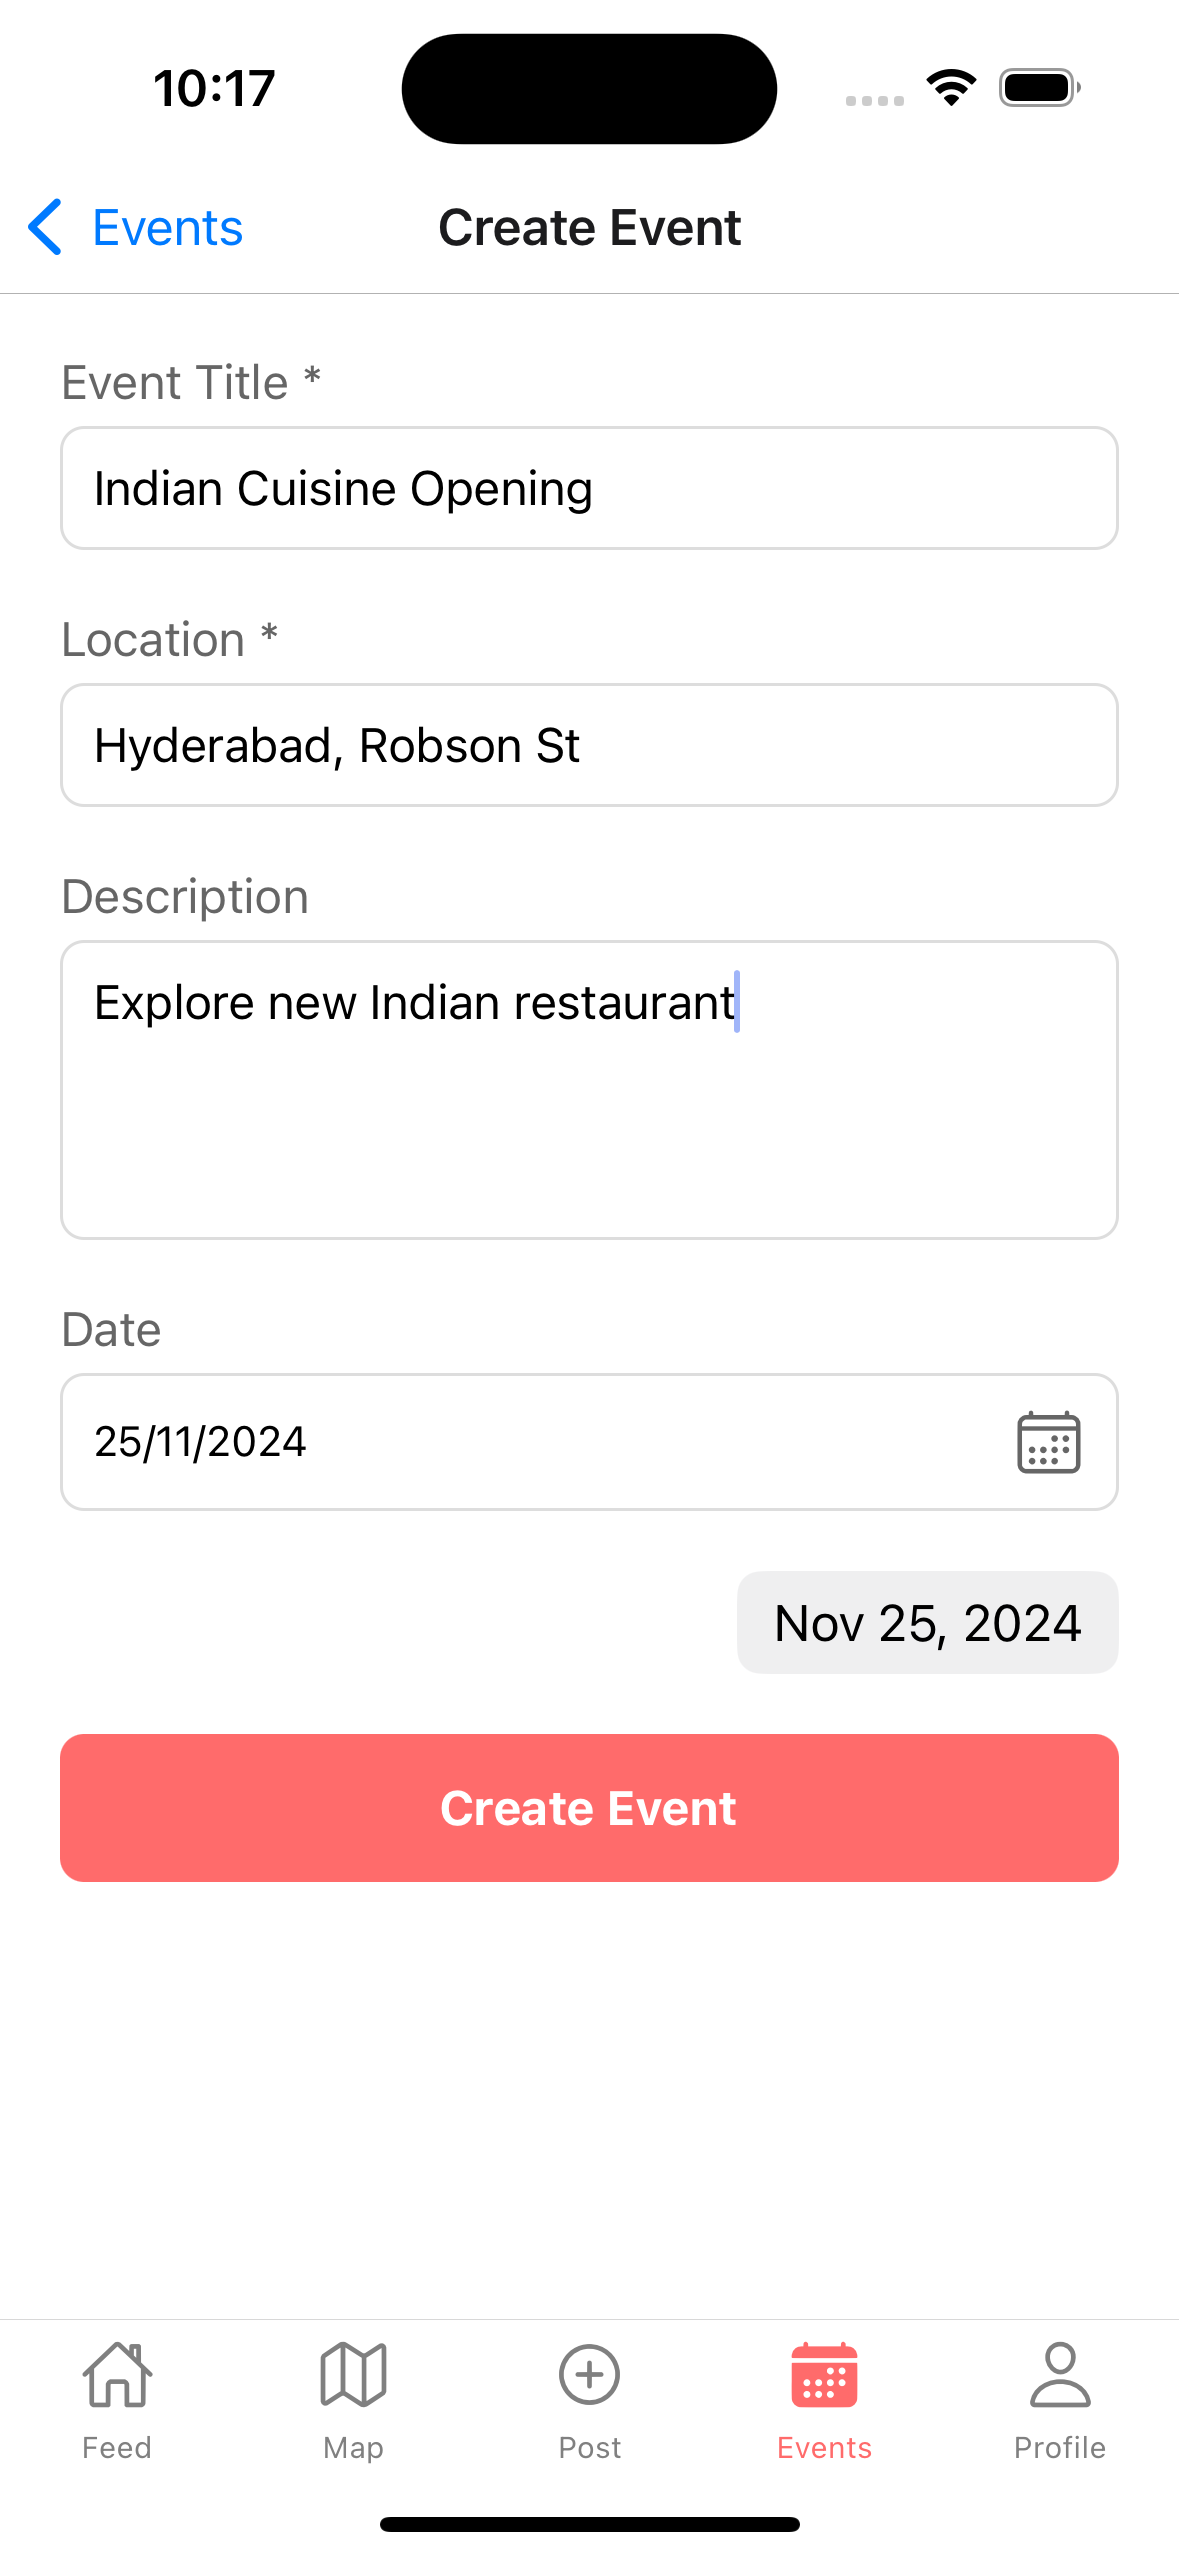 10:17
Events
Create Event
Event Title *
Indian Cuisine Opening
Location *
Hyderabad, Robson St
Description
Explore new Indian restaurant
Date
25/11/2024
Nov 25, 2024
Create Event
Feed
Map
Post
Events
Profile